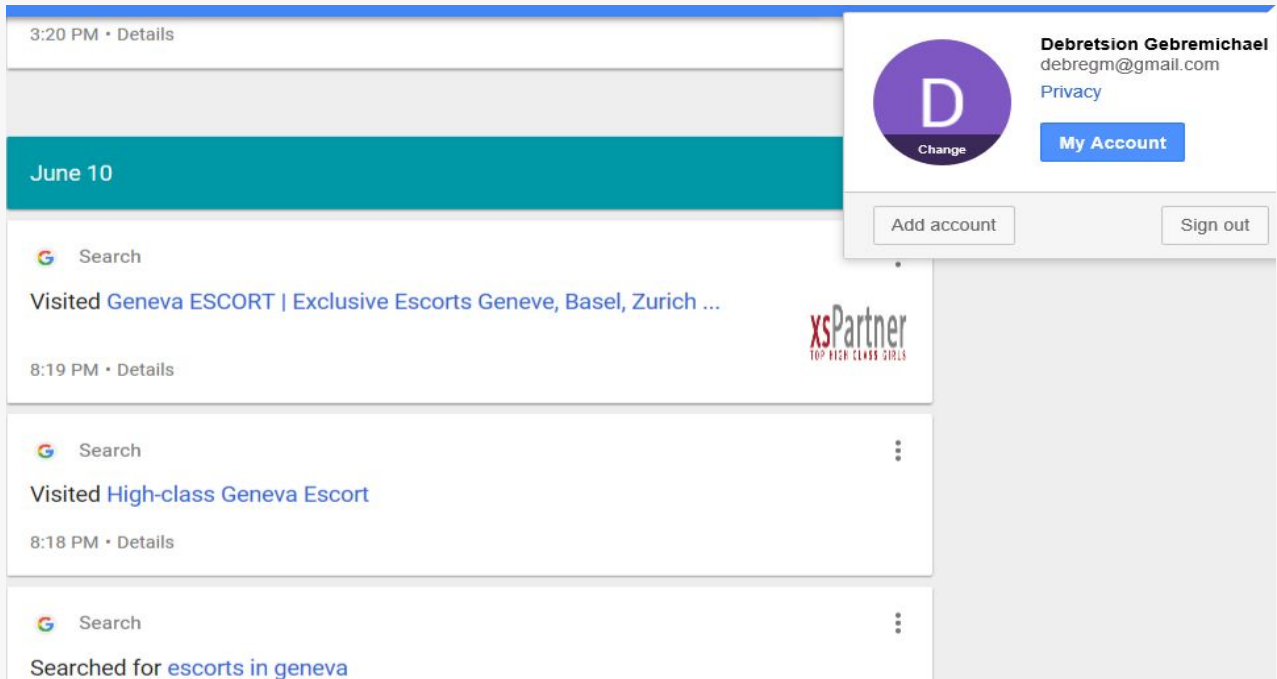 3:20 PM • Details
Debretsion Gebremichael
debregm@gmail.com
Privacy
D
Change
My Account
Add account
Sign out
June 10
Search
Visited Geneva ESCORT | Exclusive Escorts Geneve, Basel, Zurich ...
xsPartner
TOP HIGH CLASS GIRLS
8:19 PM • Details
Search
Visited High-class Geneva Escort
8:18 PM • Details
Search
Searched for escorts in geneva